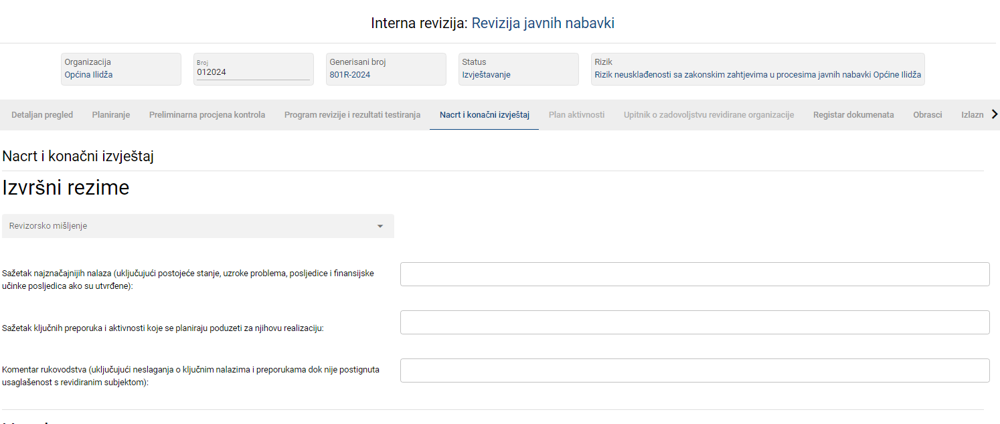 Interna revizija: Revizija javnih nabavki
Organizacija
Općina Ilidža
Broj
012024
Generisani broj
801R-2024
Status
Izvještavanje
Rizik
Rizik neusklađenosti sa zakonskim zahtjevima u procesima javnih nabavki Općine Ilidža
Detaljan pregled Planiranje Preliminarna procjena kontrola Program revizije i rezultati testiranja Nacrt i konačni izvještaj Plan aktivnosti Upitnik o zadovoljstvu revidirane organizacije Registar dokumenata Obrasci Izlazn
Nacrt i konačni izvještaj
Izvršni rezime
Revizorsko mišljenje
Sažetak najznačajnijih nalaza (uključujući postojeće stanje, uzroke problema, posljedice i finansijske
učinke posljedica ako su utvrđene):
Sažetak ključnih preporuka i aktivnosti koje se planiraju poduzeti za njihovu realizaciju:
Komentar rukovodstva (uključujući neslaganja o ključnim nalazima i preporukama dok nije postignuta
usaglašenost s revidiranim subjektom):